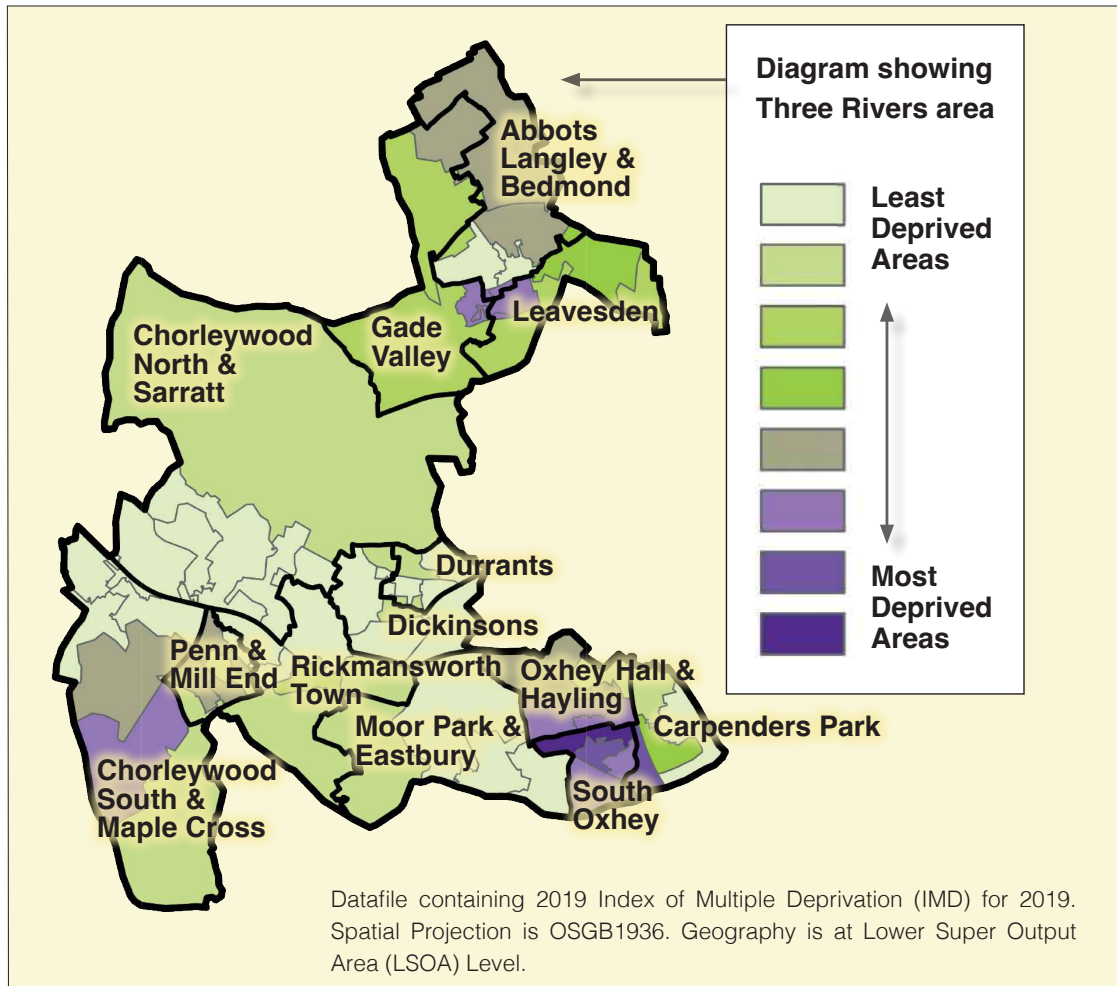 Diagram showing
Three Rivers area
Least
Deprived
Areas
Most
Deprived
Areas
Abbots
Langley &
Bedmond
Leavesden
Gade
Valley
Chorleywood
North &
Sarratt
Durrants
Dickinsons
Penn &
Mill End
Rickmansworth
Town
Oxhey Hall &
Hayling
Moor Park &
Eastbury
Carpenders Park
Chorleywood
South &
Maple Cross
South
Oxhey
Datafile containing 2019 Index of Multiple Deprivation (IMD) for 2019.
Spatial Projection is OSGB1936. Geography is at Lower Super Output
Area (LSOA) Level.